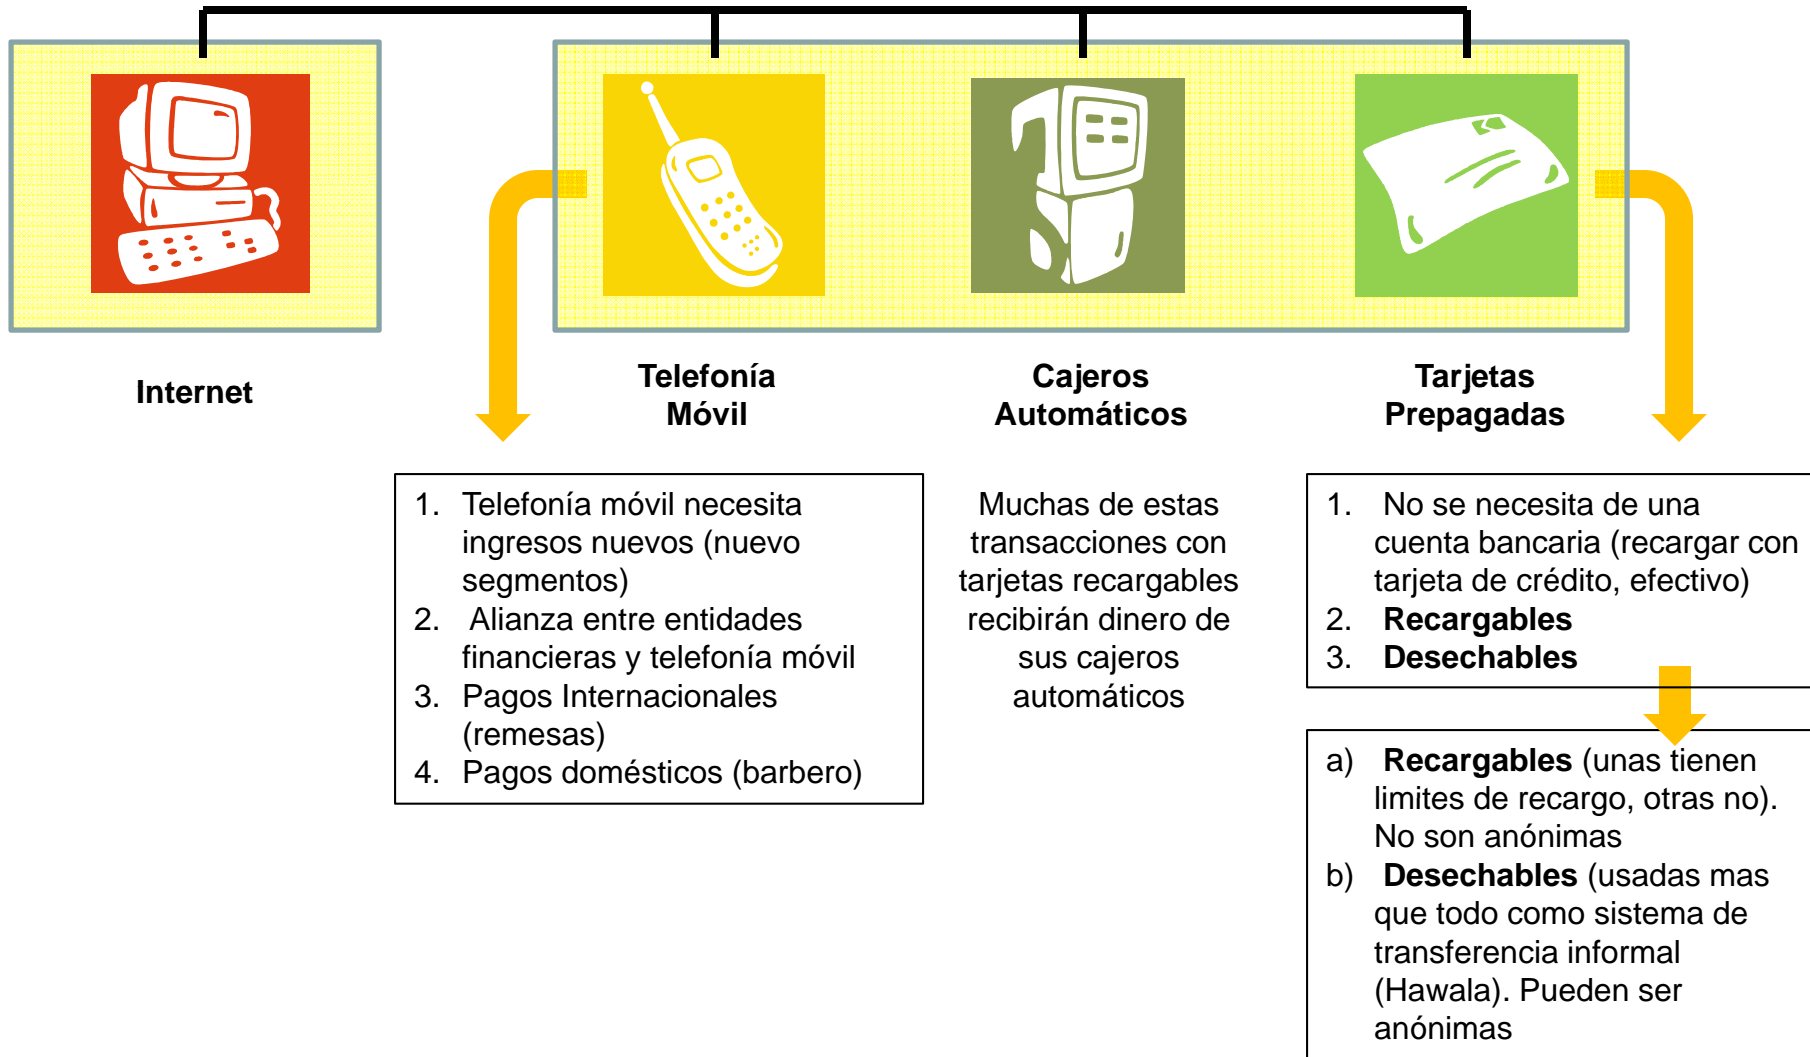 Internet
Telefonía
Móvil
Cajeros
Automáticos
Tarjetas
Prepagadas
1. Telefonía móvil necesita
ingresos nuevos (nuevo
segmentos)
2. Alianza entre entidades
financieras y telefonía móvil
3. Pagos Internacionales
(remesas)
4. Pagos domésticos (barbero)
Muchas de estas
transacciones con
tarjetas recargables
recibirán dinero de
sus cajeros
automáticos
1. No se necesita de una
cuenta bancaria (recargar con
tarjeta de crédito, efectivo)
2. Recargables
3. Desechables
a) Recargables (unas tienen
limites de recargo, otras no).
No son anónimas
b) Desechables (usadas mas
que todo como sistema de
transferencia informal
(Hawala). Pueden ser
anónimas